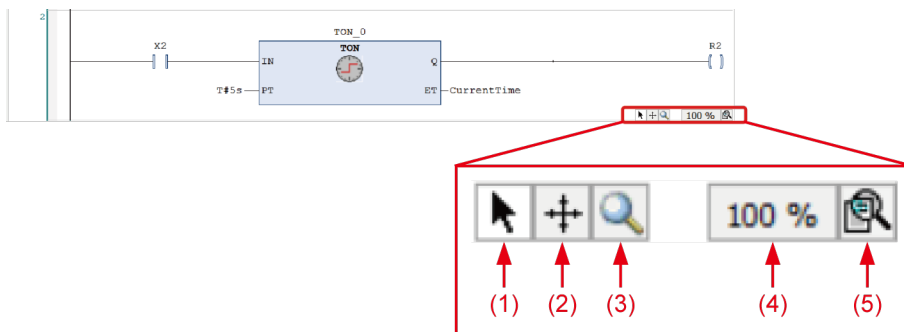 2
TON_0
X2
TON
R2
IN
Q
T#5s
PT
ET
CurrentTime
100 %
100 %
(1)
(2)
(3)
(4)
(5)